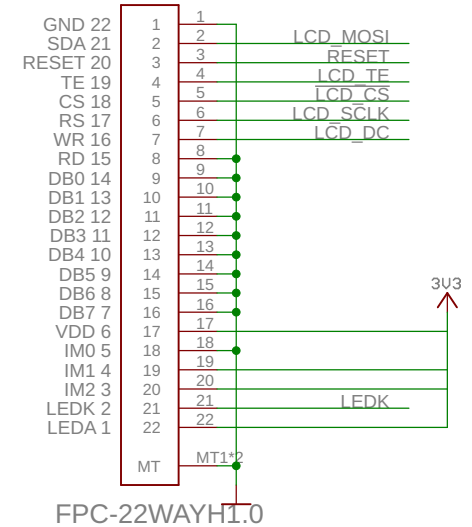 GND 22 1 1
SDA 21 2 2 LCD_MOSI
RESET 20 3 3 RESET
TE 19 4 4 LCD_TE
CS 18 5 5 LCD_CS
RS 17 6 6 LCD_SCLK
WR 16 7 7 LCD_DC
RD 15 8 8
DB0 14 9 9
DB1 13 10 10
DB2 12 11 11
DB3 11 12 12
DB4 10 13 13
DB5 9 14 14
3V3
DB6 8 15 15
DB7 7 16 16
VDD 6 17 17
IM0 5 18 18
IM1 4 19 19
IM2 3 20 20
LEDK 2 21 21 LEDK
LEDA 1 22 22
MT MT1*2
FPC-22WAYH1.0